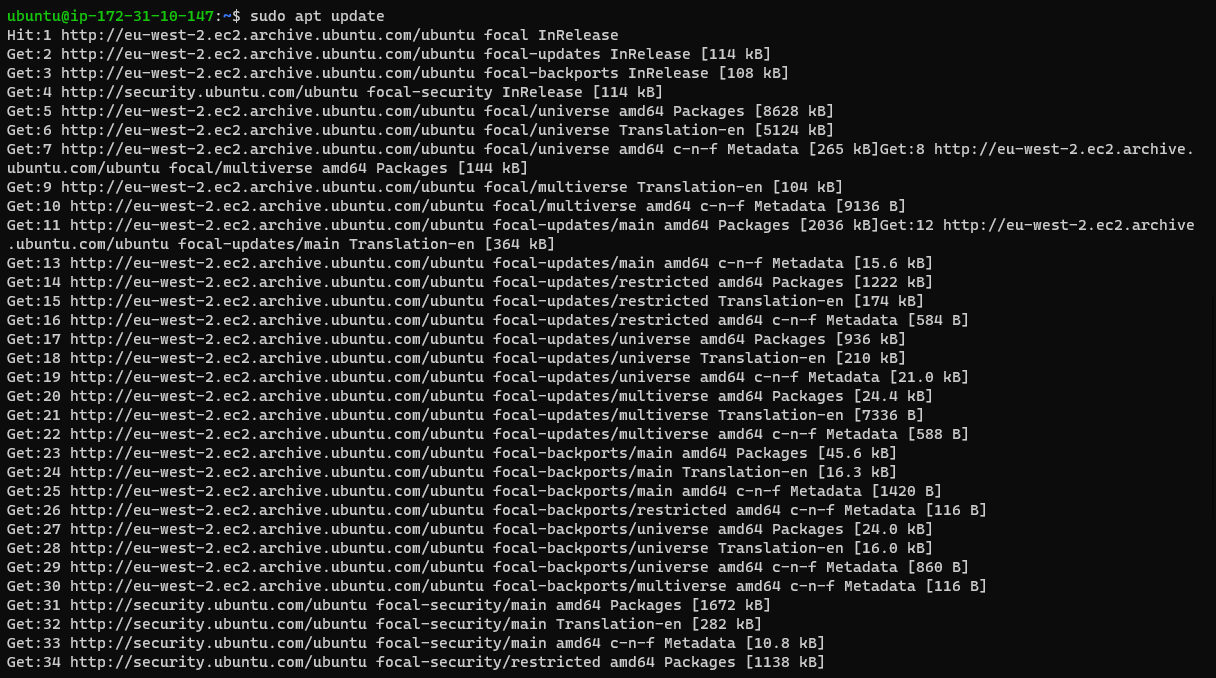 ubuntu@ip-172-31-10-147:~$ sudo apt update
Hit:1 http://eu-west-2.ec2.archive.ubuntu.com/ubuntu focal InRelease
Get:2 http://eu-west-2.ec2.archive.ubuntu.com/ubuntu focal-updates InRelease [114 kB]
Get:3 http://eu-west-2.ec2.archive.ubuntu.com/ubuntu focal-backports InRelease [108 kB]
Get:4 http://security.ubuntu.com/ubuntu focal-security InRelease [114 kB]
Get:5 http://eu-west-2.ec2.archive.ubuntu.com/ubuntu focal/universe amd64 Packages [8628 kB]
Get:6 http://eu-west-2.ec2.archive.ubuntu.com/ubuntu focal/universe Translation-en [5124 kB]
Get:7 http://eu-west-2.ec2.archive.ubuntu.com/ubuntu focal/universe amd64 c-n-f Metadata [265 kB]Get:8 http://eu-west-2.ec2.archive.
ubuntu.com/ubuntu focal/multiverse amd64 Packages [144 kB]
Get:9 http://eu-west-2.ec2.archive.ubuntu.com/ubuntu focal/multiverse Translation-en [104 kB]
Get:10 http://eu-west-2.ec2.archive.ubuntu.com/ubuntu focal/multiverse amd64 c-n-f Metadata [9136 B]
Get:11 http://eu-west-2.ec2.archive.ubuntu.com/ubuntu focal-updates/main amd64 Packages [2036 kB]Get:12 http://eu-west-2.ec2.archive
.ubuntu.com/ubuntu focal-updates/main Translation-en [364 kB]
Get:13 http://eu-west-2.ec2.archive.ubuntu.com/ubuntu focal-updates/main amd64 c-n-f Metadata [15.6 kB]
Get:14 http://eu-west-2.ec2.archive.ubuntu.com/ubuntu focal-updates/restricted amd64 Packages [1222 kB]
Get:15 http://eu-west-2.ec2.archive.ubuntu.com/ubuntu focal-updates/restricted Translation-en [174 kB]
Get:16 http://eu-west-2.ec2.archive.ubuntu.com/ubuntu focal-updates/restricted amd64 c-n-f Metadata [584 B]
Get:17 http://eu-west-2.ec2.archive.ubuntu.com/ubuntu focal-updates/universe amd64 Packages [936 kB]
Get:18 http://eu-west-2.ec2.archive.ubuntu.com/ubuntu focal-updates/universe Translation-en [210 kB]
Get:19 http://eu-west-2.ec2.archive.ubuntu.com/ubuntu focal-updates/universe amd64 c-n-f Metadata [21.0 kB]
Get:20 http://eu-west-2.ec2.archive.ubuntu.com/ubuntu focal-updates/multiverse amd64 Packages [24.4 kB]
Get:21 http://eu-west-2.ec2.archive.ubuntu.com/ubuntu focal-updates/multiverse Translation-en [7336 B]
Get:22 http://eu-west-2.ec2.archive.ubuntu.com/ubuntu focal-updates/multiverse amd64 c-n-f Metadata [588 B]
Get:23 http://eu-west-2.ec2.archive.ubuntu.com/ubuntu focal-backports/main amd64 Packages [45.6 kB]
Get:24 http://eu-west-2.ec2.archive.ubuntu.com/ubuntu focal-backports/main Translation-en [16.3 kB]
Get:25 http://eu-west-2.ec2.archive.ubuntu.com/ubuntu focal-backports/main amd64 c-n-f Metadata [1420 B]
Get:26 http://eu-west-2.ec2.archive.ubuntu.com/ubuntu focal-backports/restricted amd64 c-n-f Metadata [116 B]
Get:27 http://eu-west-2.ec2.archive.ubuntu.com/ubuntu focal-backports/universe amd64 Packages [24.0 kB]
Get:28 http://eu-west-2.ec2.archive.ubuntu.com/ubuntu focal-backports/universe Translation-en [16.0 kB]
Get:29 http://eu-west-2.ec2.archive.ubuntu.com/ubuntu focal-backports/universe amd64 c-n-f Metadata [860 B]
Get:30 http://eu-west-2.ec2.archive.ubuntu.com/ubuntu focal-backports/multiverse amd64 c-n-f Metadata [116 B]
Get:31 http://security.ubuntu.com/ubuntu focal-security/main amd64 Packages [1672 kB]
Get:32 http://security.ubuntu.com/ubuntu focal-security/main Translation-en [282 kB]
Get:33 http://security.ubuntu.com/ubuntu focal-security/main amd64 c-n-f Metadata [10.8 kB]
Get:34 http://security.ubuntu.com/ubuntu focal-security/restricted amd64 Packages [1138 kB]